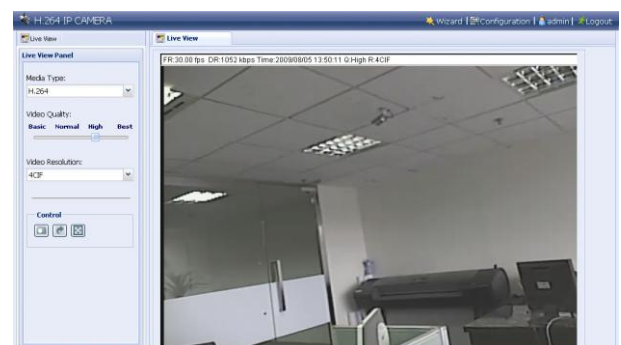 H.264 IP CAMERA
Wizard | Configuration | admin | Logout
Live View
Live View
Live View Panel
FR:30.00 fps DR:1052 kbps Time:2009/08/05 13:50:11 Q:High R:4CIF
Media Type:
H.264
Video Quality:
Basic Normal High Best
Video Resolution:
4CIF
Control